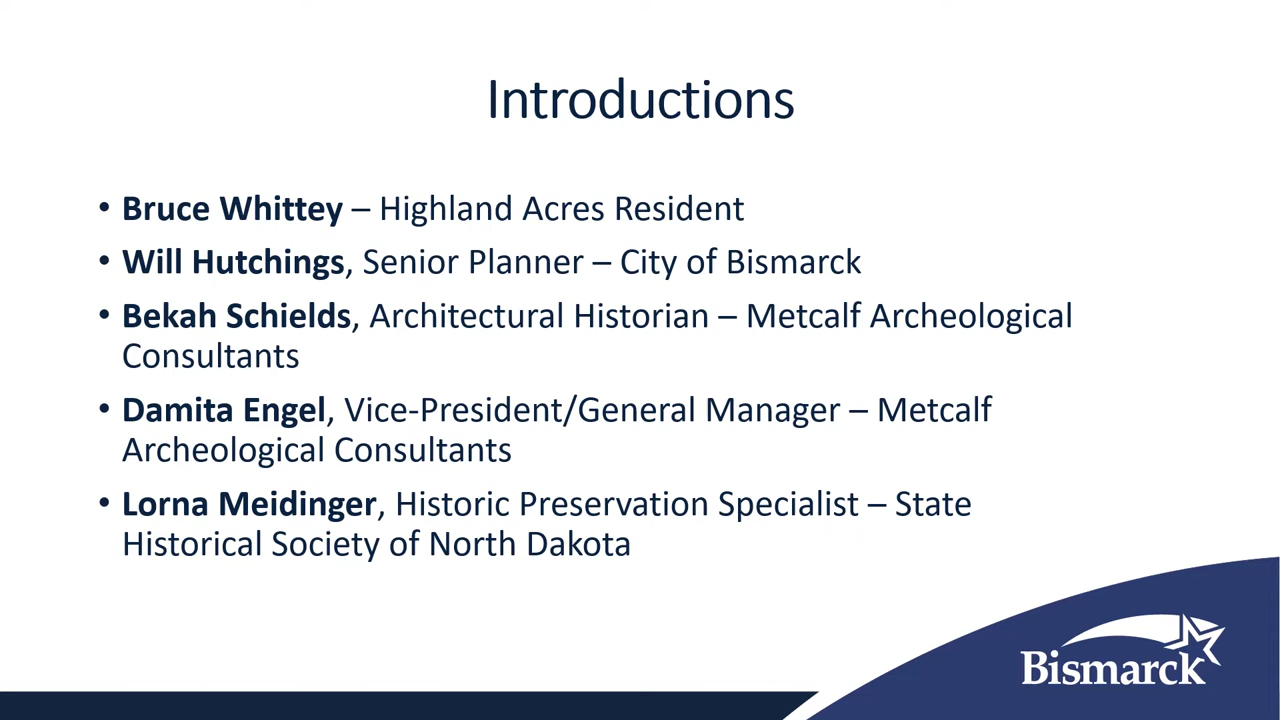 Introductions
• Bruce Whittey – Highland Acres Resident
• Will Hutchings, Senior Planner – City of Bismarck
• Bekah Schields, Architectural Historian – Metcalf Archeological
Consultants
• Damita Engel, Vice-President/General Manager – Metcalf
Archeological Consultants
• Lorna Meidinger, Historic Preservation Specialist – State
Historical Society of North Dakota
Bismarck